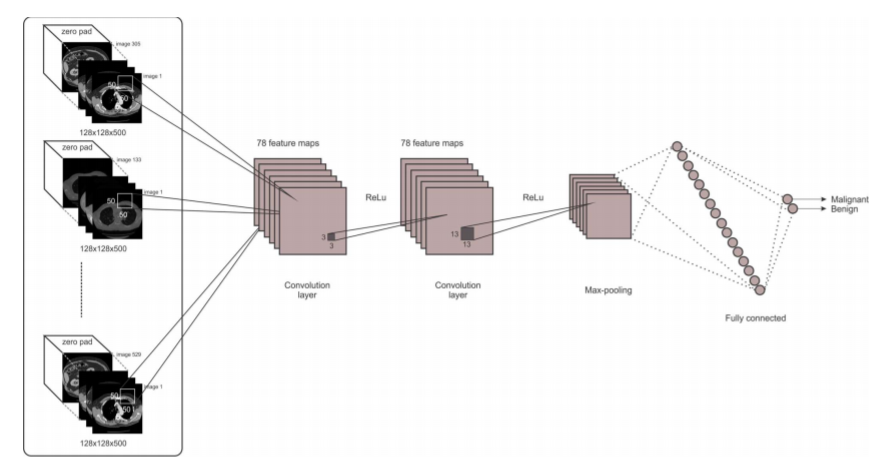 zero pad
image 305
image 1
50
50
128x128x500
zero pad
image 133
image 1
50
50
128x128x500
zero pad
image 529
image 1
50
50
128x128x500
78 feature maps
3
3
Convolution
layer
ReLu
78 feature maps
13
13
Convolution
layer
ReLu
Max-pooling
Fully connected
Malignant
Benign